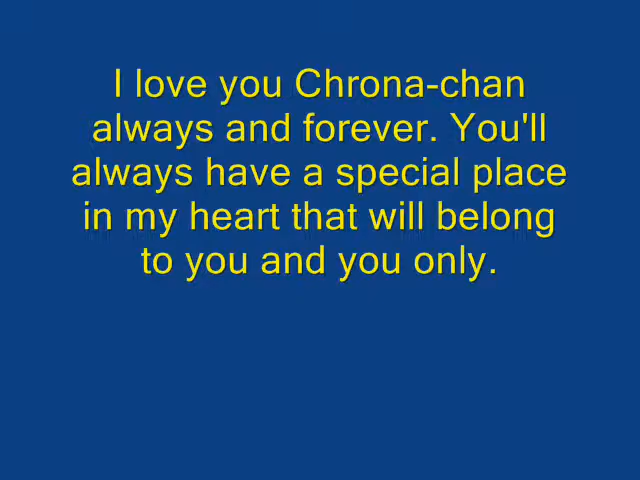 I love you Chrona-chan
always and forever. You'll
always have a special place
in my heart that will belong
to you and you only.